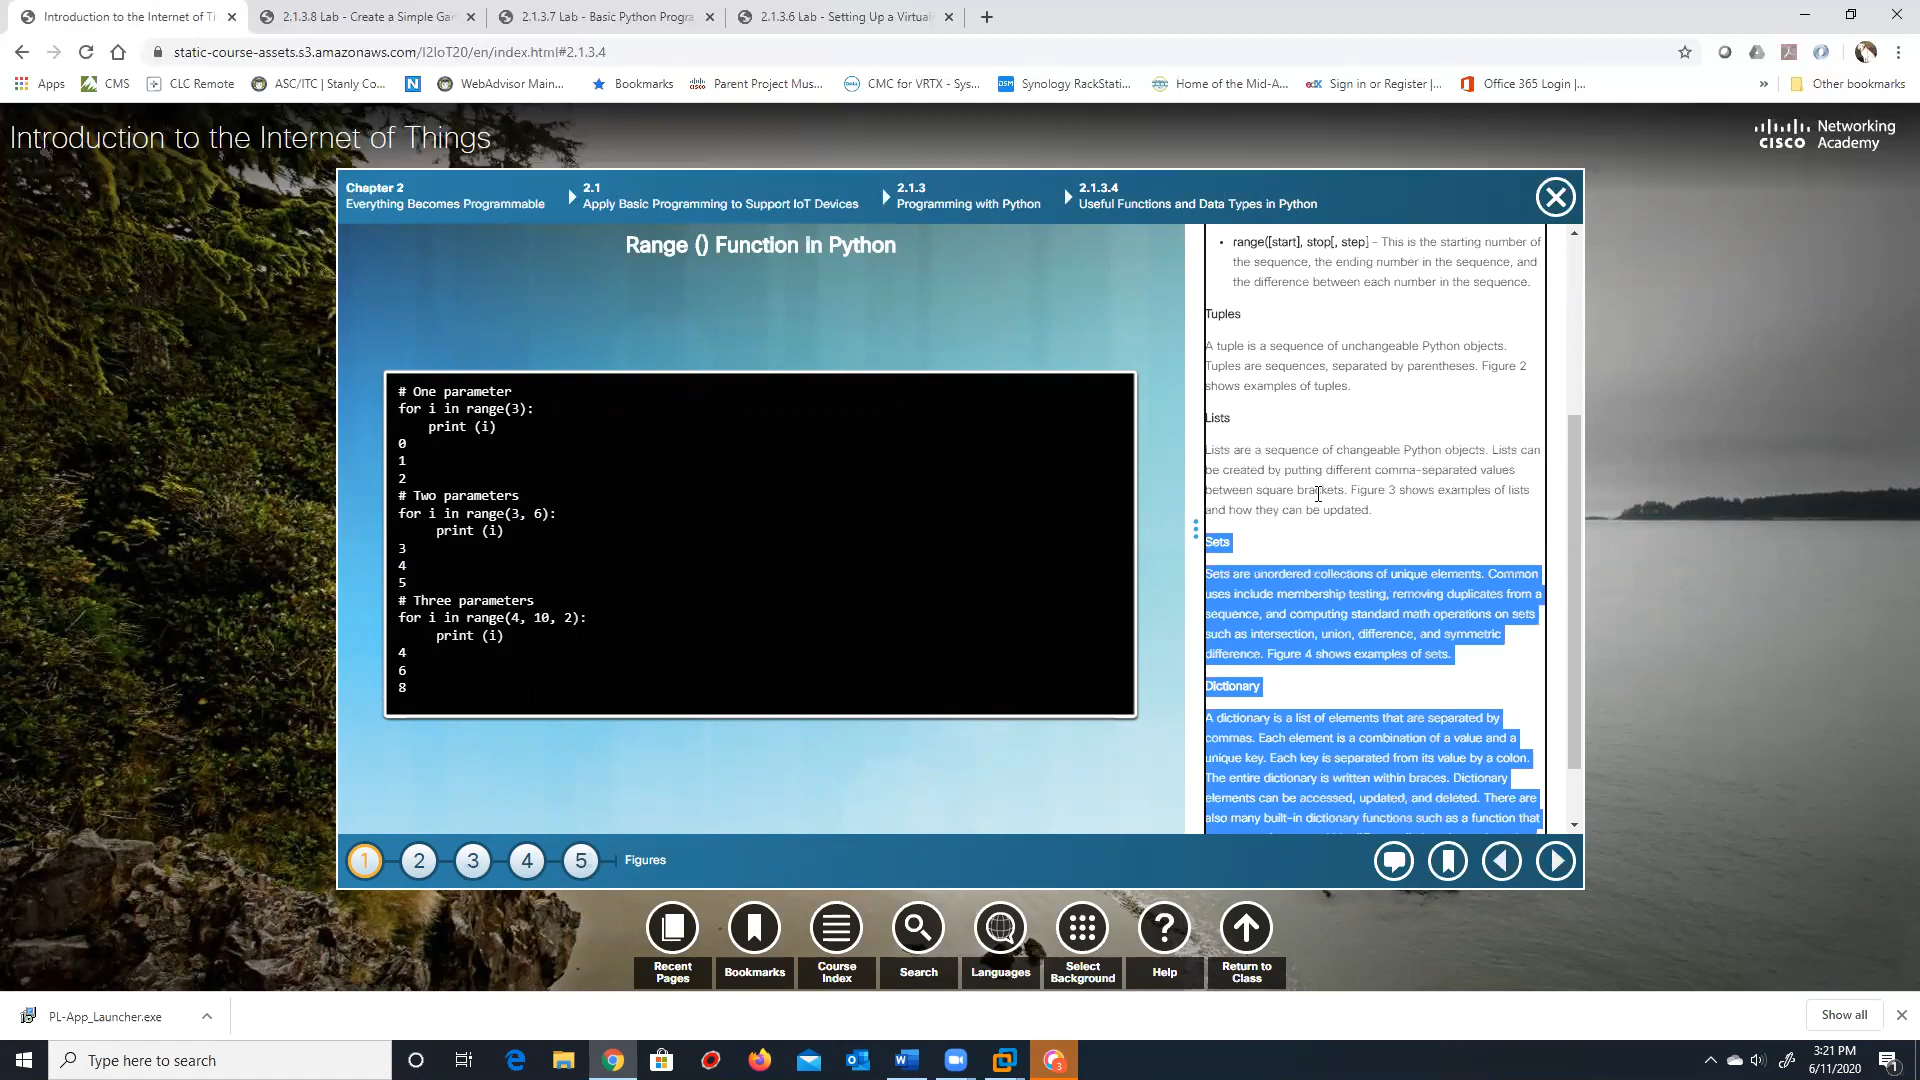 Introduction to the Internet of Ti
2.1.3.8 Lab - Create a Simple Gam
2.1.3.7 Lab - Basic Python Progra
2.1.3.6 Lab - Setting Up a Virtual
static-course-assets.s3.amazonaws.com/I2IoT20/en/index.html#2.1.3.4
Apps
CMS
CLC Remote
ASC/ITC | Stanly Co...
N
WebAdvisor Main...
Bookmarks
Parent Project Mus...
CMC for VRTX - Sys...
Synology RackStati...
Home of the Mid-A...
Sign in or Register |...
Office 365 Login |...
»
Other bookmarks
Introduction to the Internet of Things
CISCO
Networking
Academy
Chapter 2
Everything Becomes Programmable
2.1
Apply Basic Programming to Support IoT Devices
2.1.3
Programming with Python
2.1.3.4
Useful Functions and Data Types in Python
Range () Function in Python
# One parameter
for i in range(3):
print (i)
0
1
2
# Two parameters
for i in range(3, 6):
print (i)
3
4
5
# Three parameters
for i in range(4, 10, 2):
print (i)
4
6
8
• range([start], stop[, step] – This is the starting number of
the sequence, the ending number in the sequence, and
the difference between each number in the sequence.
Tuples
A tuple is a sequence of unchangeable Python objects.
Tuples are sequences, separated by parentheses. Figure 2
shows examples of tuples.
Lists
Lists are a sequence of changeable Python objects. Lists can
be created by putting different comma-separated values
between square brackets. Figure 3 shows examples of lists
and how they can be updated.
Sets
Sets are unordered collections of unique elements. Common
uses include membership testing, removing duplicates from a
sequence, and computing standard math operations on sets
such as intersection, union, difference, and symmetric
difference. Figure 4 shows examples of sets.
Dictionary
A dictionary is a list of elements that are separated by
commas. Each element is a combination of a value and a
unique key. Each key is separated from its value by a colon.
The entire dictionary is written within braces. Dictionary
elements can be accessed, updated, and deleted. There are
also many built-in dictionary functions such as a function that
1
2
3
4
5
Figures
Recent
Pages
Bookmarks
Course
Index
Search
Languages
Select
Background
?
Help
Return to
Class
PL-App_Launcher.exe
Show all
Type here to search
3:21 PM
6/11/2020